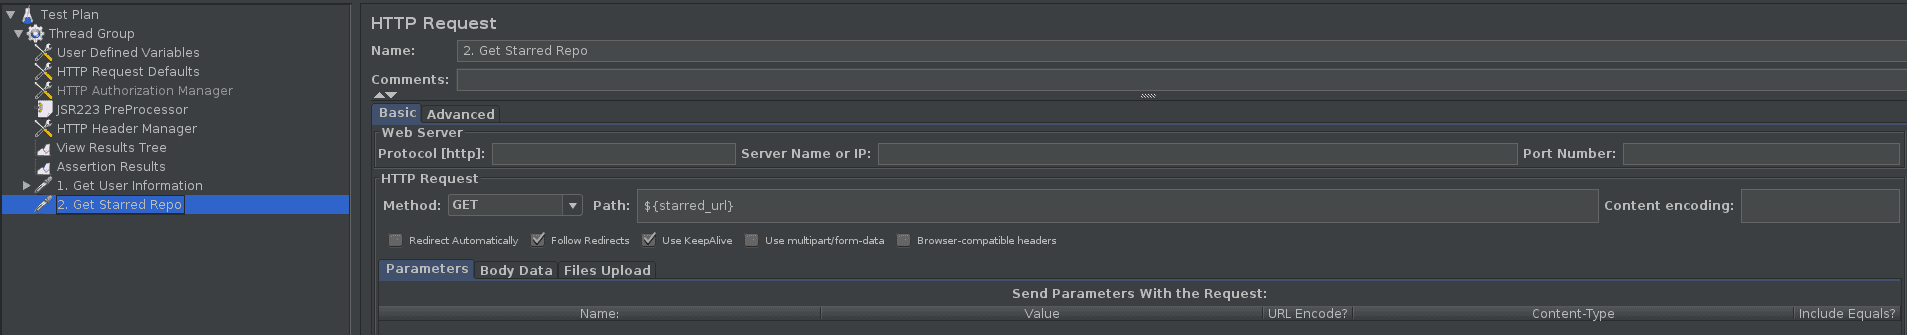 Test Plan
Thread Group
User Defined Variables
HTTP Request Defaults
HTTP Authorization Manager
JSR223 PreProcessor
HTTP Header Manager
View Results Tree
Assertion Results
1. Get User Information
2. Get Starred Repo
HTTP Request
Name: 2. Get Starred Repo
Comments:
Basic Advanced
Web Server
Protocol [http]: Server Name or IP: Port Number:
HTTP Request
Method: GET Path: ${starred_url} Content encoding:
Redirect Automatically Follow Redirects Use KeepAlive Use multipart/form-data Browser-compatible headers
Parameters Body Data Files Upload
Send Parameters With the Request:
Name: Value URL Encode? Content-Type Include Equals?